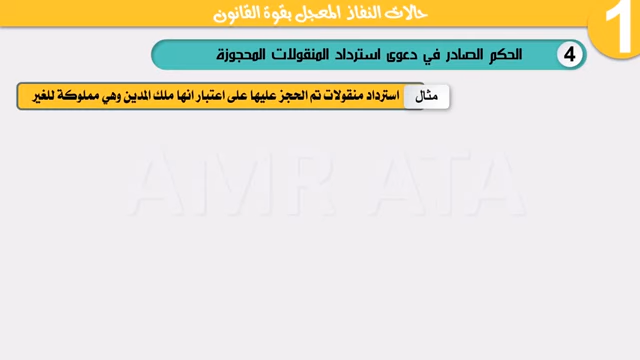 حالات النفاذ المعجل بقوة القانون
1
4 الحكم الصادر في دعوى استرداد المنقولات المحجوزة
مثال استرداد منقولات تم الحجز عليها على اعتبار انها ملك المدين وهي مملوكة للغير
AMR ATA